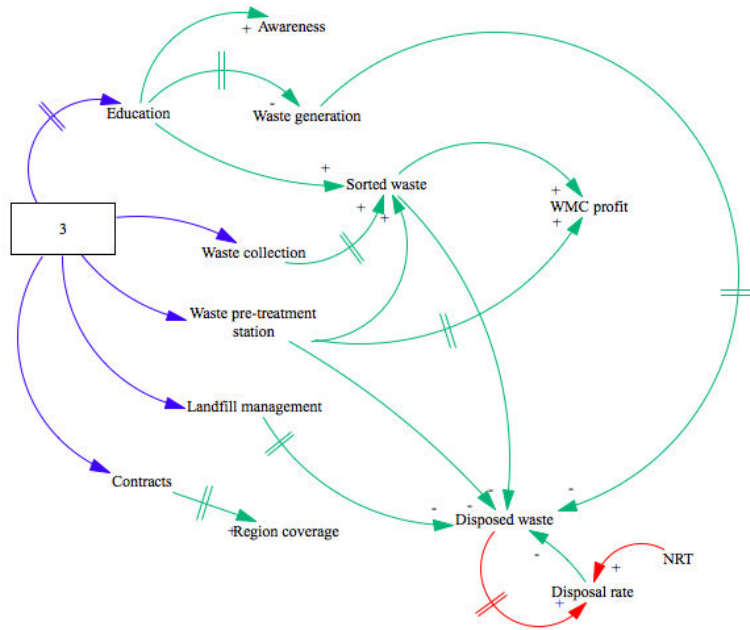 + Awareness
Education
-
Waste generation
+
Sorted waste
3
+
+
+
WMC profit
+
Waste collection
Waste pre-treatment
station
Landfill management
Contracts
+Region coverage
-
-
-
-
Disposed waste
-
NRT
+
+
Disposal rate